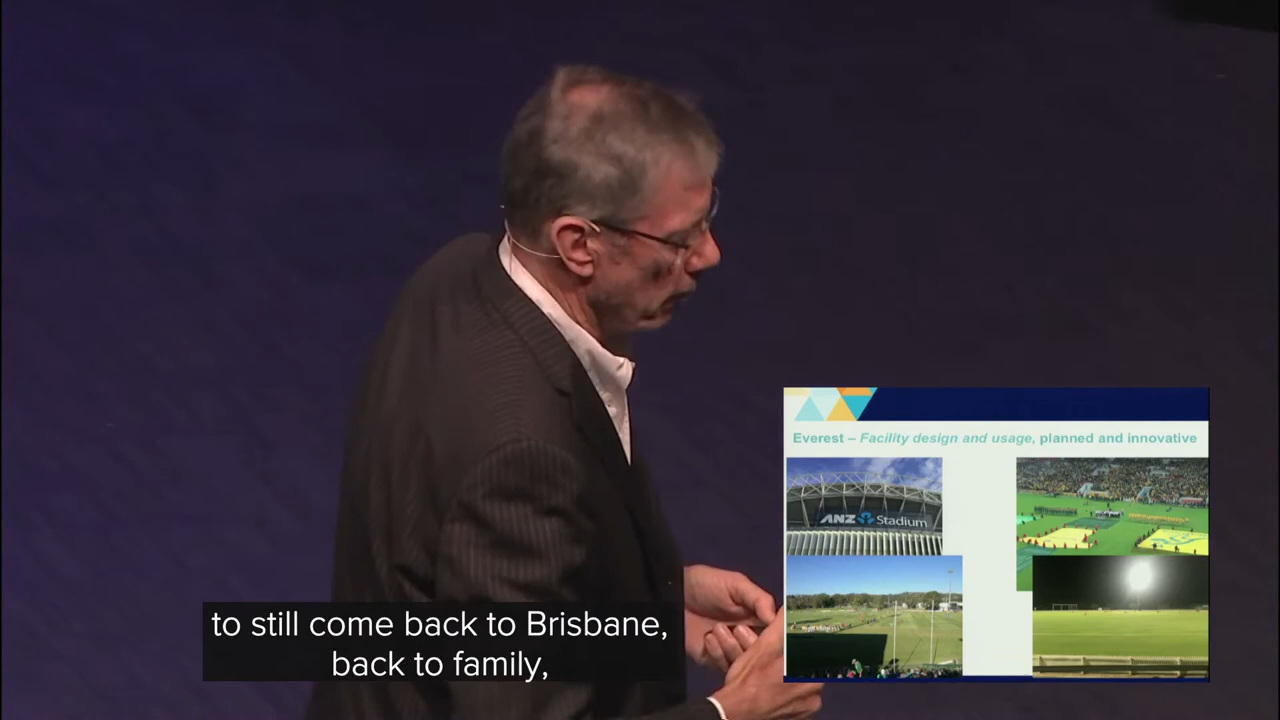 Everest – Facility design and usage, planned and innovative
ANZ Stadium
to still come back to Brisbane,
back to family,